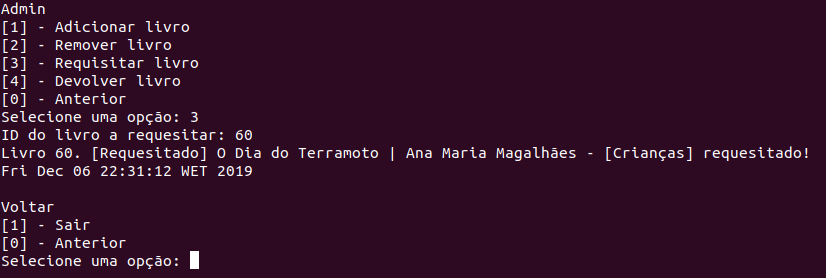 Admin
[1] - Adicionar livro
[2] - Remover livro
[3] - Requisitar livro
[4] - Devolver livro
[0] - Anterior
Selecione uma opção: 3
ID do livro a requesitar: 60
Livro 60. [Requesitado] O Dia do Terramoto | Ana Maria Magalhães - [Crianças] requesitado!
Fri Dec 06 22:31:12 WET 2019
Voltar
[1] - Sair
[0] - Anterior
Selecione uma opção: